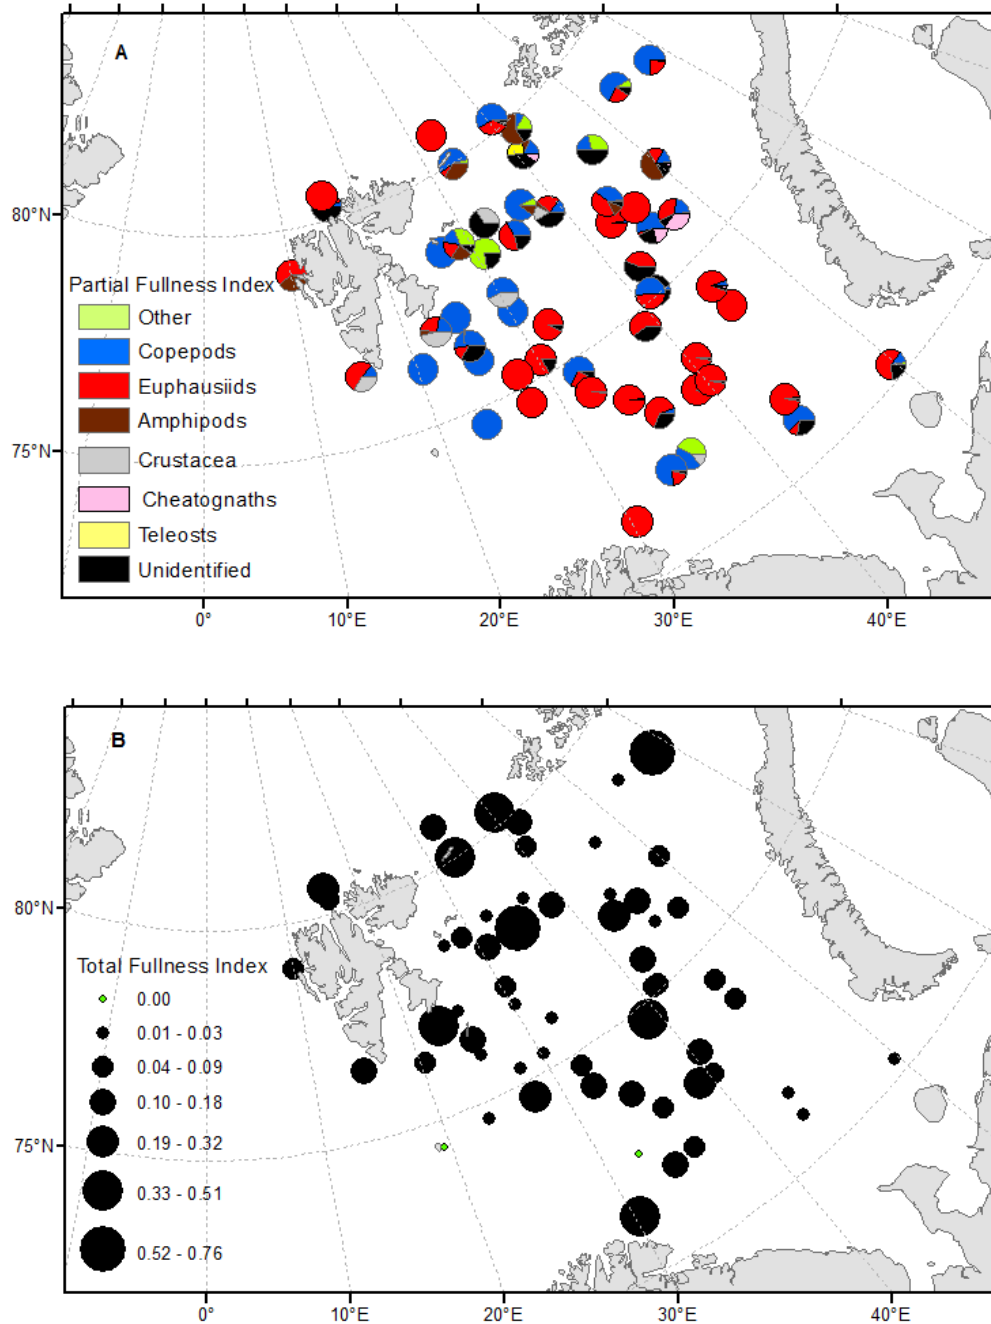 A
80°N
Partial Fullness Index
Other
Copepods
Euphausiids
Amphipods
75°N
Crustacea
Cheatognaths
Teleosts
Unidentified
0° 10°E 20°E 30°E 40°E
B
80°N
Total Fullness Index
0.00
0.01 - 0.03
0.04 - 0.09
0.10 - 0.18
75°N
0.19 - 0.32
0.33 - 0.51
0.52 - 0.76
0° 10°E 20°E 30°E 40°E